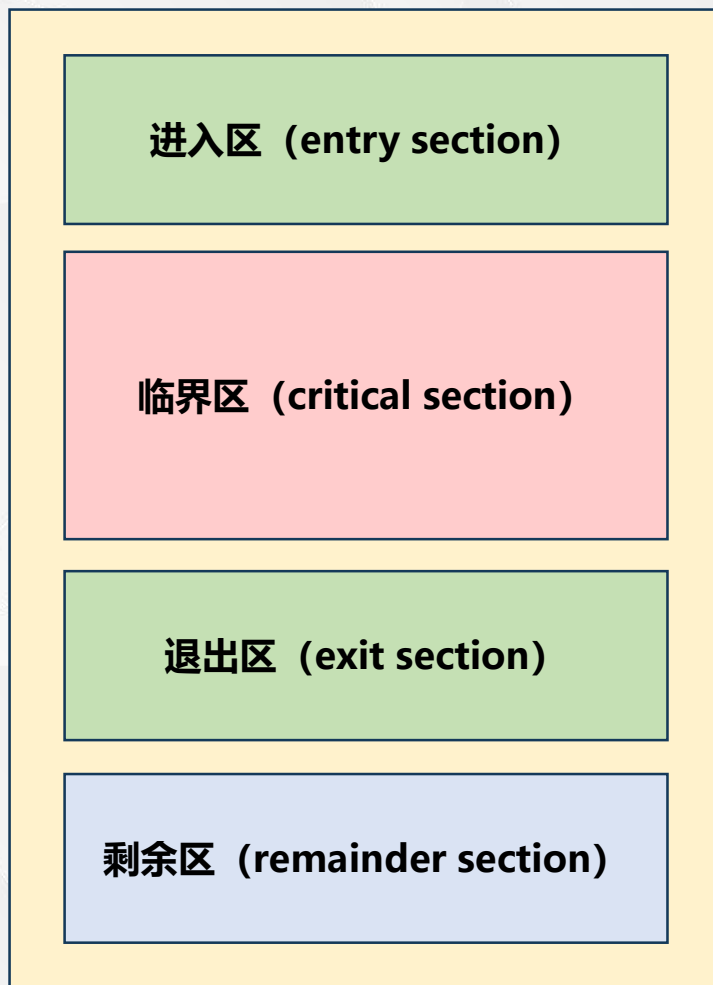 进入区（entry section）
临界区（critical section）
退出区（exit section）
剩余区（remainder section）